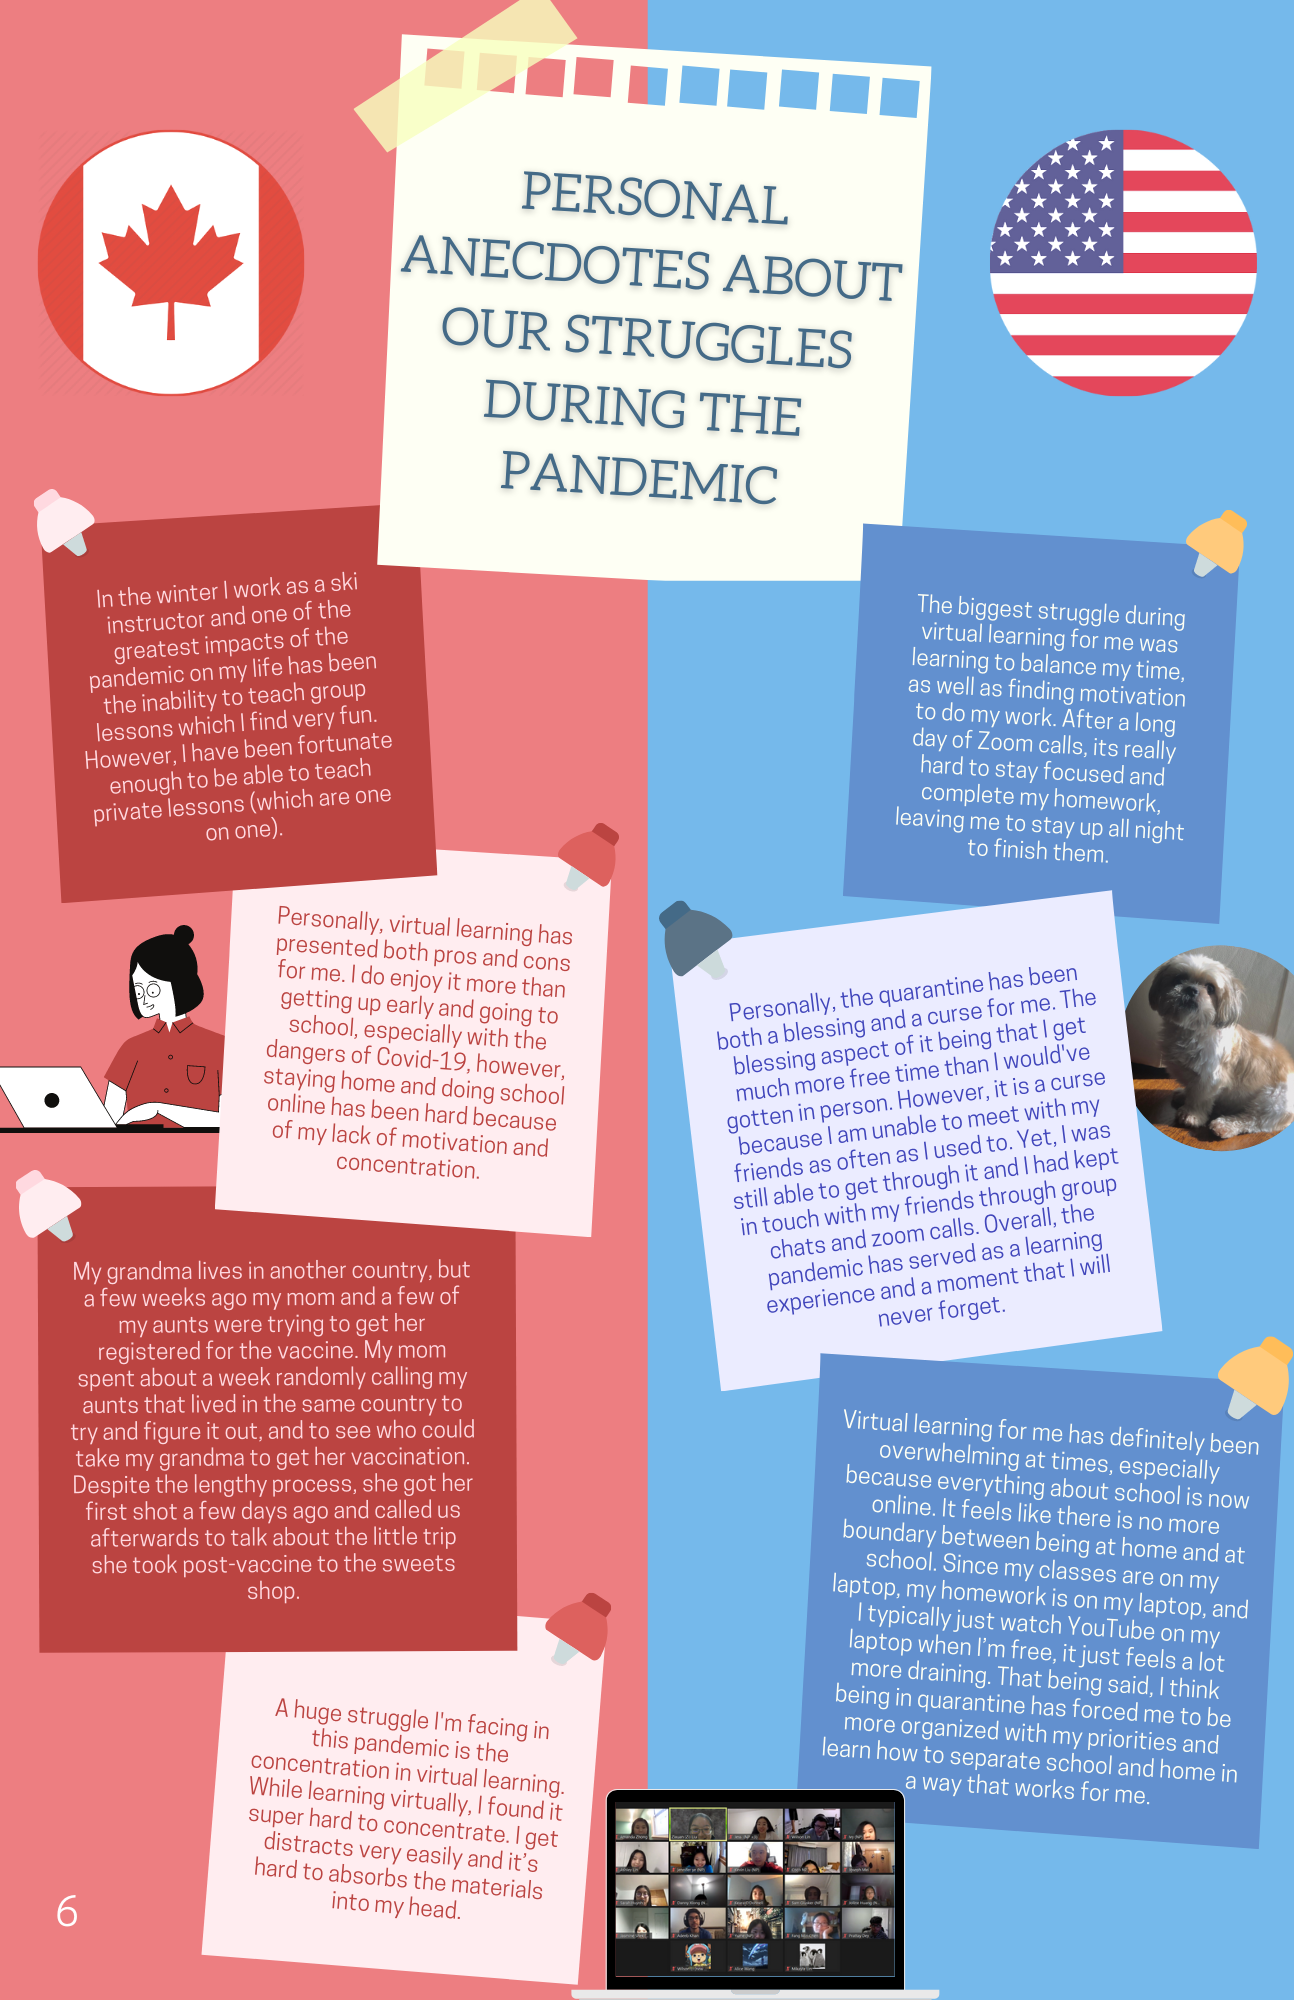 PERSONAL
ANECDOTES ABOUT
OUR STRUGGLES
DURING THE
PANDEMIC
In the winter I work as a ski
instructor and one of the
greatest impacts of the
pandemic on my life has been
the inability to teach group
lessons which I find very fun.
However, I have been fortunate
enough to be able to teach
private lessons (which are one
on one).
Personally, virtual learning has
presented both pros and cons
for me. I do enjoy it more than
getting up early and going to
school, especially with the
dangers of Covid-19, however,
staying home and doing school
online has been hard because
of my lack of motivation and
concentration.
My grandma lives in another country, but
a few weeks ago my mom and a few of
my aunts were trying to get her
registered for the vaccine. My mom
spent about a week randomly calling my
aunts that lived in the same country to
try and figure it out, and to see who could
take my grandma to get her vaccination.
Despite the lengthy process, she got her
first shot a few days ago and called us
afterwards to talk about the little trip
she took post-vaccine to the sweets
shop.
A huge struggle I'm facing in
this pandemic is the
concentration in virtual learning.
While learning virtually, I found it
super hard to concentrate. I get
distracts very easily and it's
hard to absorbs the materials
into my head.
The biggest struggle during
virtual learning for me was
learning to balance my time,
as well as finding motivation
to do my work. After a long
day of Zoom calls, its really
hard to stay focused and
complete my homework,
leaving me to stay up all night
to finish them.
Personally, the quarantine has been
both a blessing and a curse for me. The
blessing aspect of it being that I get
much more free time than I would've
gotten in person. However, it is a curse
because I am unable to meet with my
friends as often as I used to. Yet, I was
still able to get through it and I had kept
in touch with my friends through group
chats and zoom calls. Overall, the
pandemic has served as a learning
experience and a moment that I will
never forget.
Virtual learning for me has definitely been
overwhelming at times, especially
because everything about school is now
online. It feels like there is no more
boundary between being at home and at
school. Since my classes are on my
laptop, my homework is on my laptop, and
I typically just watch YouTube on my
laptop when I'm free, it just feels a lot
more draining. That being said, I think
being in quarantine has forced me to be
more organized with my priorities and
learn how to separate school and home in
a way that works for me.
6